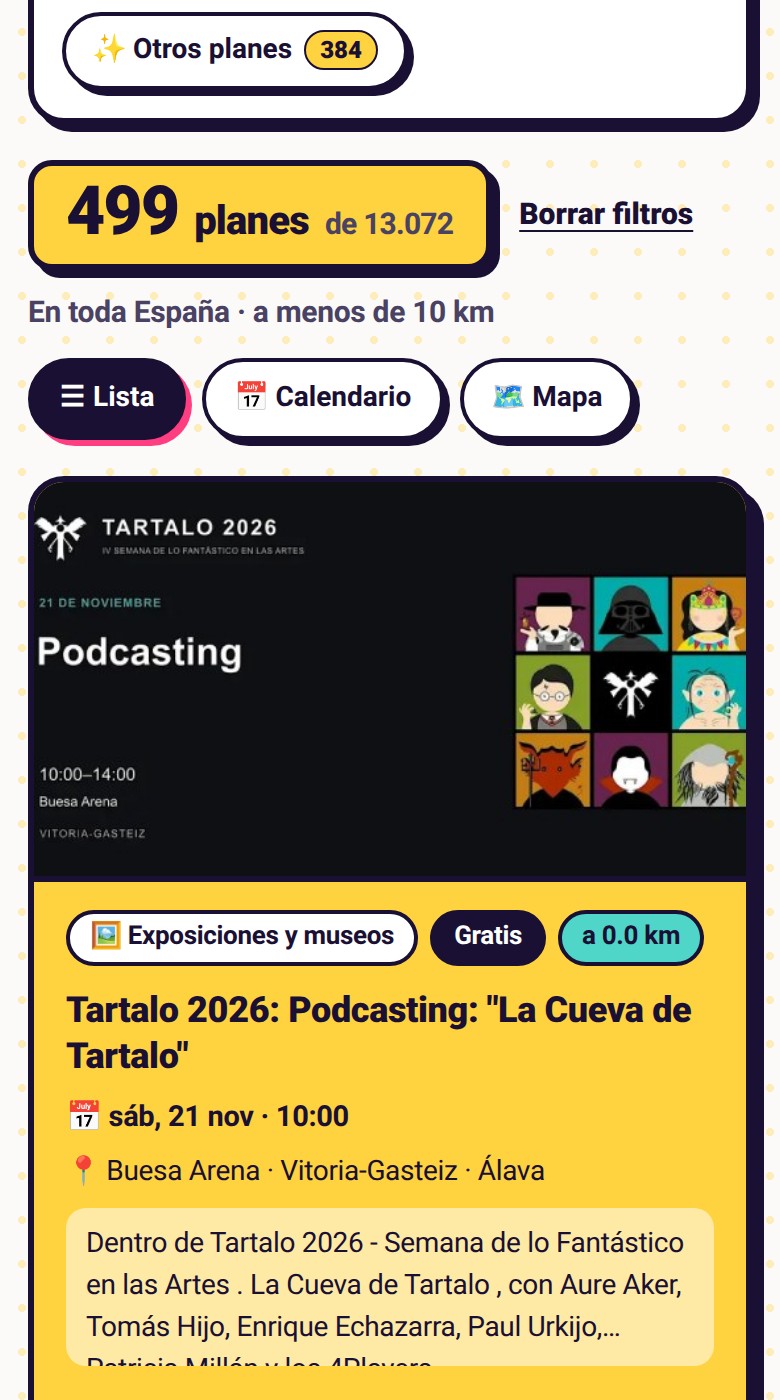 ✨ Otros planes 384
499 planes de 13.072
Borrar filtros
En toda España · a menos de 10 km
☰ Lista
📅 Calendario
🗺️ Mapa
TARTALO 2026
IV SEMANA DE LO FANTÁSTICO EN LAS ARTES
21 DE NOVIEMBRE
Podcasting
10:00–14:00
Buesa Arena
VITORIA-GASTEIZ
🖼️ Exposiciones y museos
Gratis
a 0.0 km
Tartalo 2026: Podcasting: "La Cueva de
Tartalo"
📅 sáb, 21 nov · 10:00
📍 Buesa Arena · Vitoria-Gasteiz · Álava
Dentro de Tartalo 2026 - Semana de lo Fantástico
en las Artes . La Cueva de Tartalo , con Aure Aker,
Tomás Hijo, Enrique Echazarra, Paul Urkijo,...
Patricia Millán y los 4Players